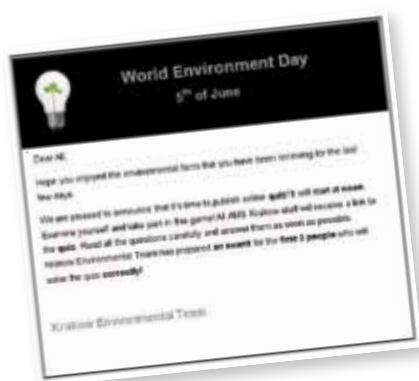 World Environment Day
5th of June
Dear All,
Hope you enjoyed the environmental facts that you have been receiving for the last
few days.
We are pleased to announce that it's time to publish online quiz! It will start at noon.
Examine yourself and take part in this game! All AMS Krakow staff will receive a link to
the quiz. Read all the questions carefully and answer them as soon as possible.
Krakow Environmental Team has prepared an award for the first 3 people who will
solve the quiz correctly!
Krakow Environmental Team